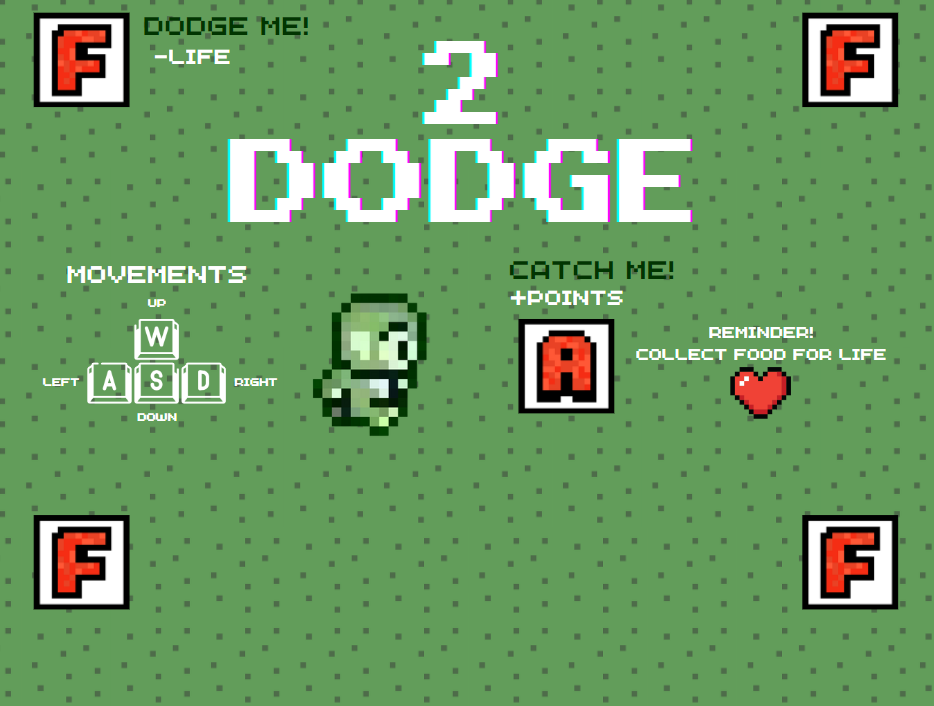 F
DODGE ME!
-LIFE
F
2
DODGE
MOVEMENTS
UP
W
LEFT A S D RIGHT
DOWN
CATCH ME!
+POINTS
A
REMINDER!
COLLECT FOOD FOR LIFE
F
F